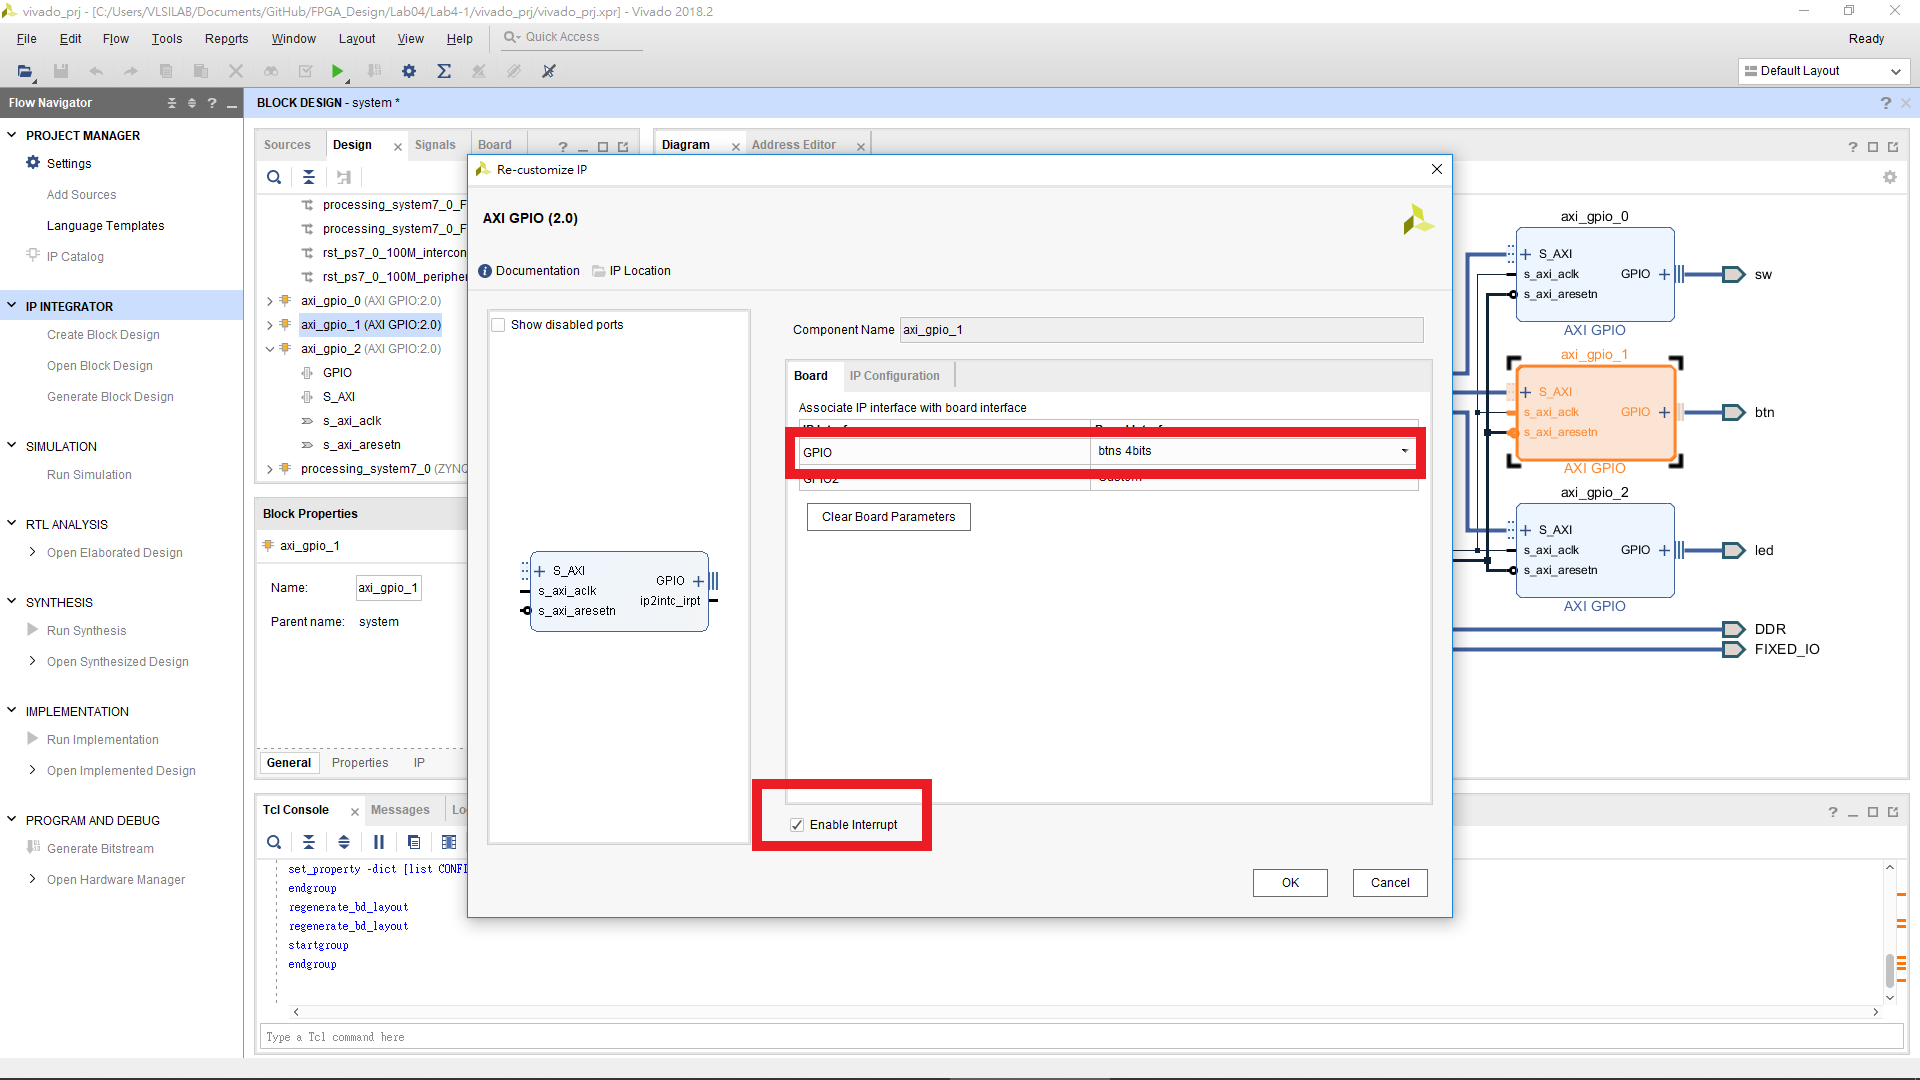 vivado_prj - [C:/Users/VLSILAB/Documents/GitHub/FPGA_Design/Lab04/Lab4-1/vivado_prj/vivado_prj.xpr] - Vivado 2018.2
File Edit Flow Tools Reports Window Layout View Help Quick Access
Ready
Default Layout
Flow Navigator
BLOCK DESIGN - system *
PROJECT MANAGER
Settings
Add Sources
Language Templates
IP Catalog
IP INTEGRATOR
Create Block Design
Open Block Design
Generate Block Design
SIMULATION
Run Simulation
RTL ANALYSIS
Open Elaborated Design
SYNTHESIS
Run Synthesis
Open Synthesized Design
IMPLEMENTATION
Run Implementation
Open Implemented Design
PROGRAM AND DEBUG
Generate Bitstream
Open Hardware Manager
Sources Design Signals Board
processing_system7_0_F
processing_system7_0_F
rst_ps7_0_100M_intercon
rst_ps7_0_100M_periphe
axi_gpio_0 (AXI GPIO:2.0)
axi_gpio_1 (AXI GPIO:2.0)
axi_gpio_2 (AXI GPIO:2.0)
GPIO
S_AXI
s_axi_aclk
s_axi_aresetn
processing_system7_0 (ZYNQ
Block Properties
axi_gpio_1
Name: axi_gpio_1
Parent name: system
General Properties IP
Diagram Address Editor
Re-customize IP
AXI GPIO (2.0)
Documentation IP Location
Show disabled ports
S_AXI
s_axi_aclk
s_axi_aresetn
GPIO
ip2intc_irpt
Component Name axi_gpio_1
Board IP Configuration
Associate IP interface with board interface
GPIO btns 4bits
GPIO2 Custom
Clear Board Parameters
Enable Interrupt
OK Cancel
axi_gpio_0
S_AXI
s_axi_aclk GPIO sw
s_axi_aresetn
AXI GPIO
axi_gpio_1
S_AXI
s_axi_aclk GPIO btn
s_axi_aresetn
AXI GPIO
axi_gpio_2
S_AXI
s_axi_aclk GPIO led
s_axi_aresetn
AXI GPIO
DDR
FIXED_IO
Tcl Console Messages Lo
set_property -dict [list CONFI
endgroup
regenerate_bd_layout
regenerate_bd_layout
startgroup
endgroup
Type a Tcl command here